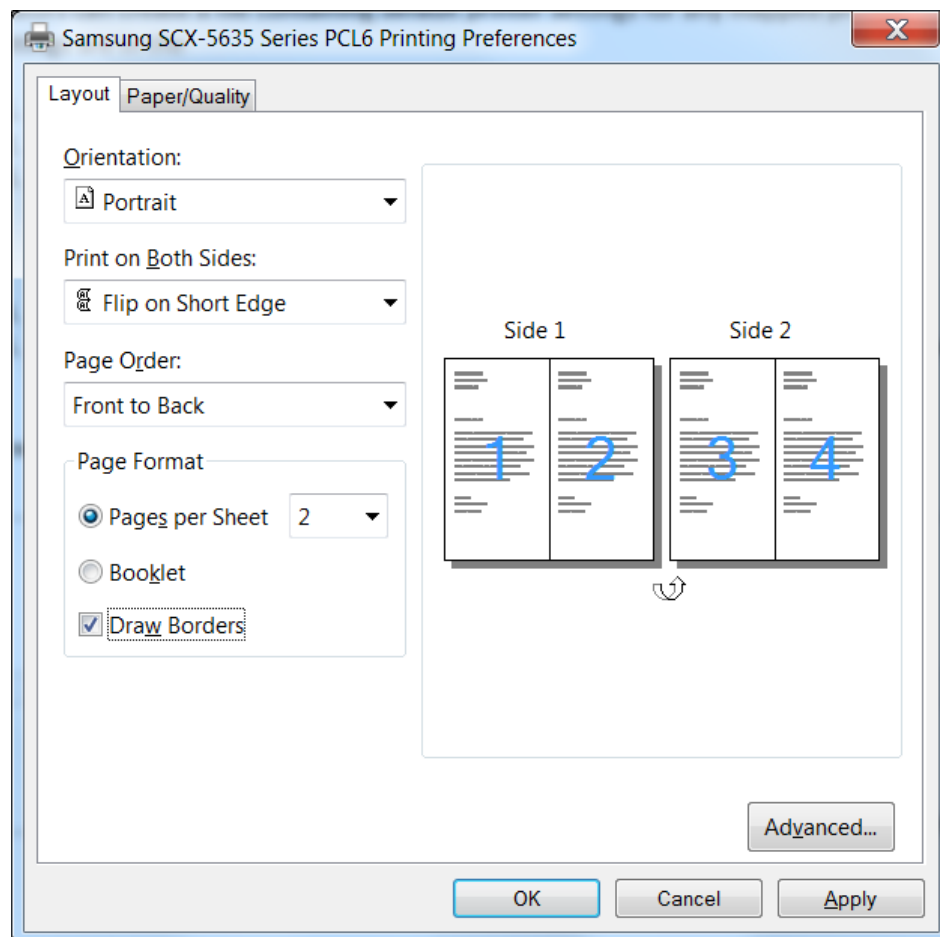 Samsung SCX-5635 Series PCL6 Printing Preferences
X
Layout Paper/Quality
Orientation:
Portrait
Print on Both Sides:
Flip on Short Edge
Page Order:
Front to Back
Page Format
Pages per Sheet 2
Booklet
Draw Borders
Side 1 Side 2
1 2 3 4
Advanced...
OK Cancel Apply